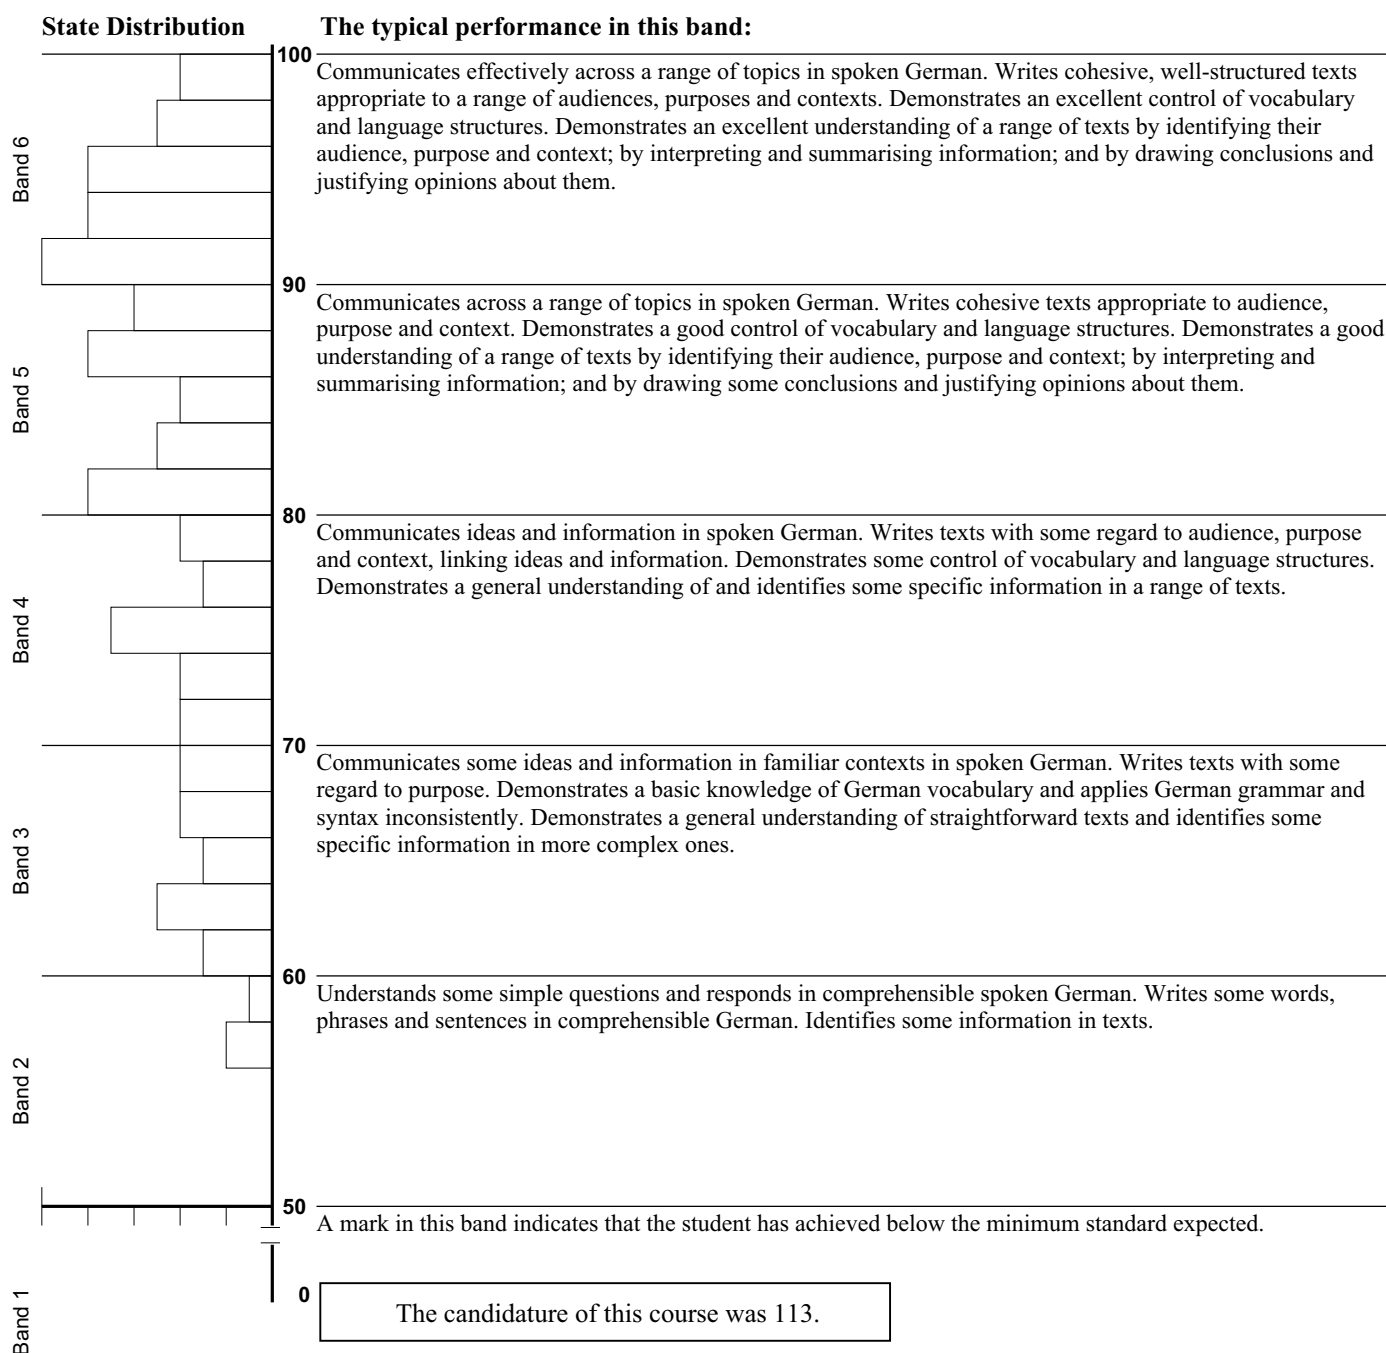 State Distribution
The typical performance in this band:
100
Band 6
Communicates effectively across a range of topics in spoken German. Writes cohesive, well-structured texts
appropriate to a range of audiences, purposes and contexts. Demonstrates an excellent control of vocabulary
and language structures. Demonstrates an excellent understanding of a range of texts by identifying their
audience, purpose and context; by interpreting and summarising information; and by drawing conclusions and
justifying opinions about them.
90
Band 5
Communicates across a range of topics in spoken German. Writes cohesive texts appropriate to audience,
purpose and context. Demonstrates a good control of vocabulary and language structures. Demonstrates a good
understanding of a range of texts by identifying their audience, purpose and context; by interpreting and
summarising information; and by drawing some conclusions and justifying opinions about them.
80
Band 4
Communicates ideas and information in spoken German. Writes texts with some regard to audience, purpose
and context, linking ideas and information. Demonstrates some control of vocabulary and language structures.
Demonstrates a general understanding of and identifies some specific information in a range of texts.
70
Band 3
Communicates some ideas and information in familiar contexts in spoken German. Writes texts with some
regard to purpose. Demonstrates a basic knowledge of German vocabulary and applies German grammar and
syntax inconsistently. Demonstrates a general understanding of straightforward texts and identifies some
specific information in more complex ones.
60
Band 2
Understands some simple questions and responds in comprehensible spoken German. Writes some words,
phrases and sentences in comprehensible German. Identifies some information in texts.
50
A mark in this band indicates that the student has achieved below the minimum standard expected.
0
Band 1
The candidature of this course was 113.